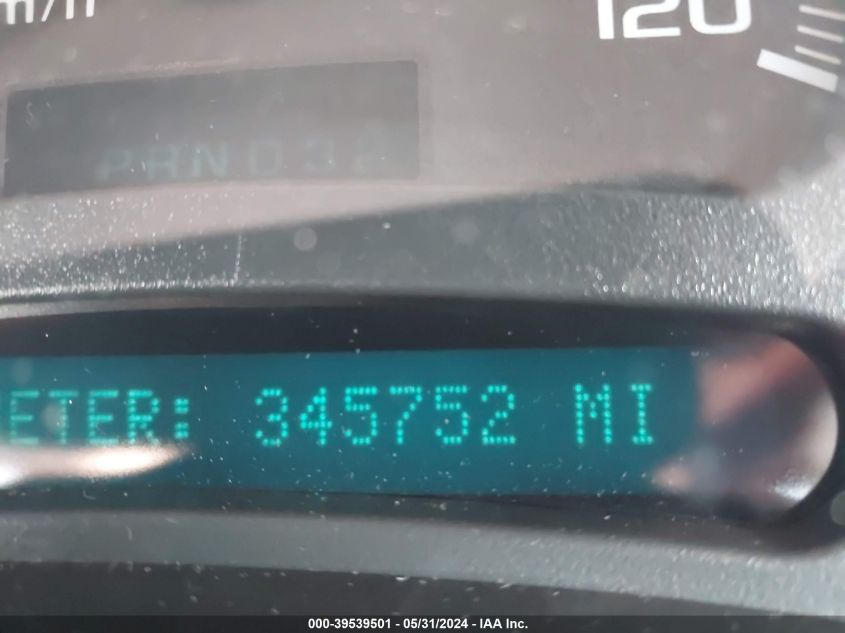 m/h
120
PRND32
ETER: 345752 MI
000-39539501 - 05/31/2024 - IAA Inc.